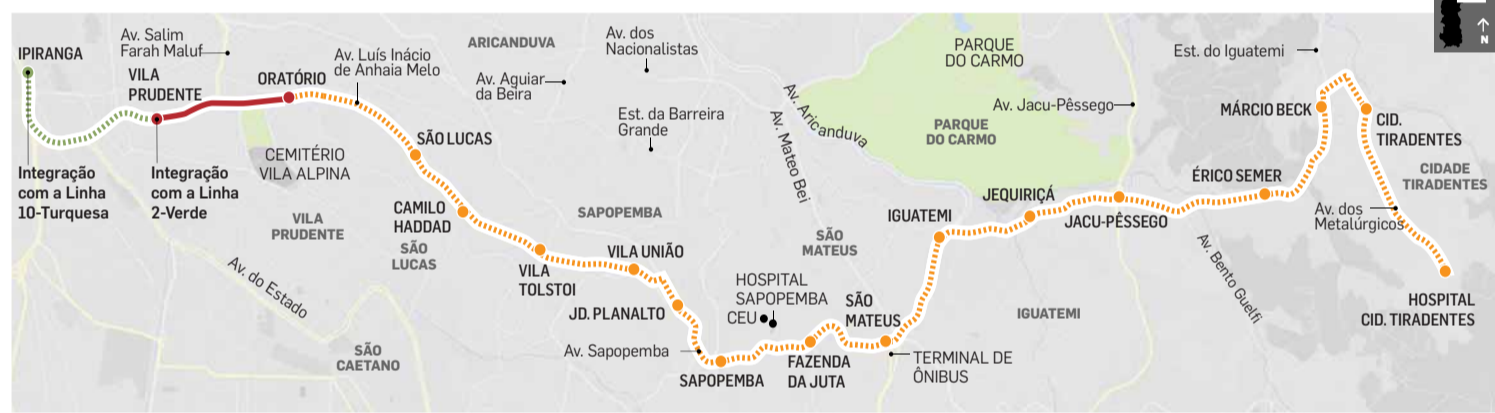 IPIRANGA
Integração
com a Linha
10-Turquesa
Av. Salim
Farah Maluf
VILA
PRUDENTE
Integração
com a Linha
2-Verde
ORATÓRIO
CEMITÉRIO
VILA ALPINA
VILA
PRUDENTE
Av. do Estado
Av. Luís Inácio
de Anhaia Melo
SÃO LUCAS
CAMILO
HADDAD
SÃO
LUCAS
SÃO
CAETANO
ARICANDUVA
Av. Aguiar
da Beira
VILA
TOLSTOI
Av. dos
Nacionalistas
Est. da Barreira
Grande
SAPOPEMBA
VILA UNIÃO
JD. PLANALTO
Av. Sapopemba
SAPOPEMBA
HOSPITAL
SAPOPEMBA
CEU
Av. Aricanduva
Av. Mateo Bei
SÃO
MATEUS
FAZENDA
DA JUTA
SÃO
MATEUS
TERMINAL DE
ÔNIBUS
IGUATEMI
PARQUE
DO CARMO
PARQUE
DO CARMO
JEQUIRIÇÁ
Av. Jacu-Pêssego
JACU-PÊSSEGO
IGUATEMI
Est. do Iguatemi
MÁRCIO BECK
ÉRICO SEMER
Av. Bento Guelfi
CID.
TIRADENTES
CIDADE
TIRADENTES
Av. dos
Metalúrgicos
HOSPITAL
CID. TIRADENTES
N